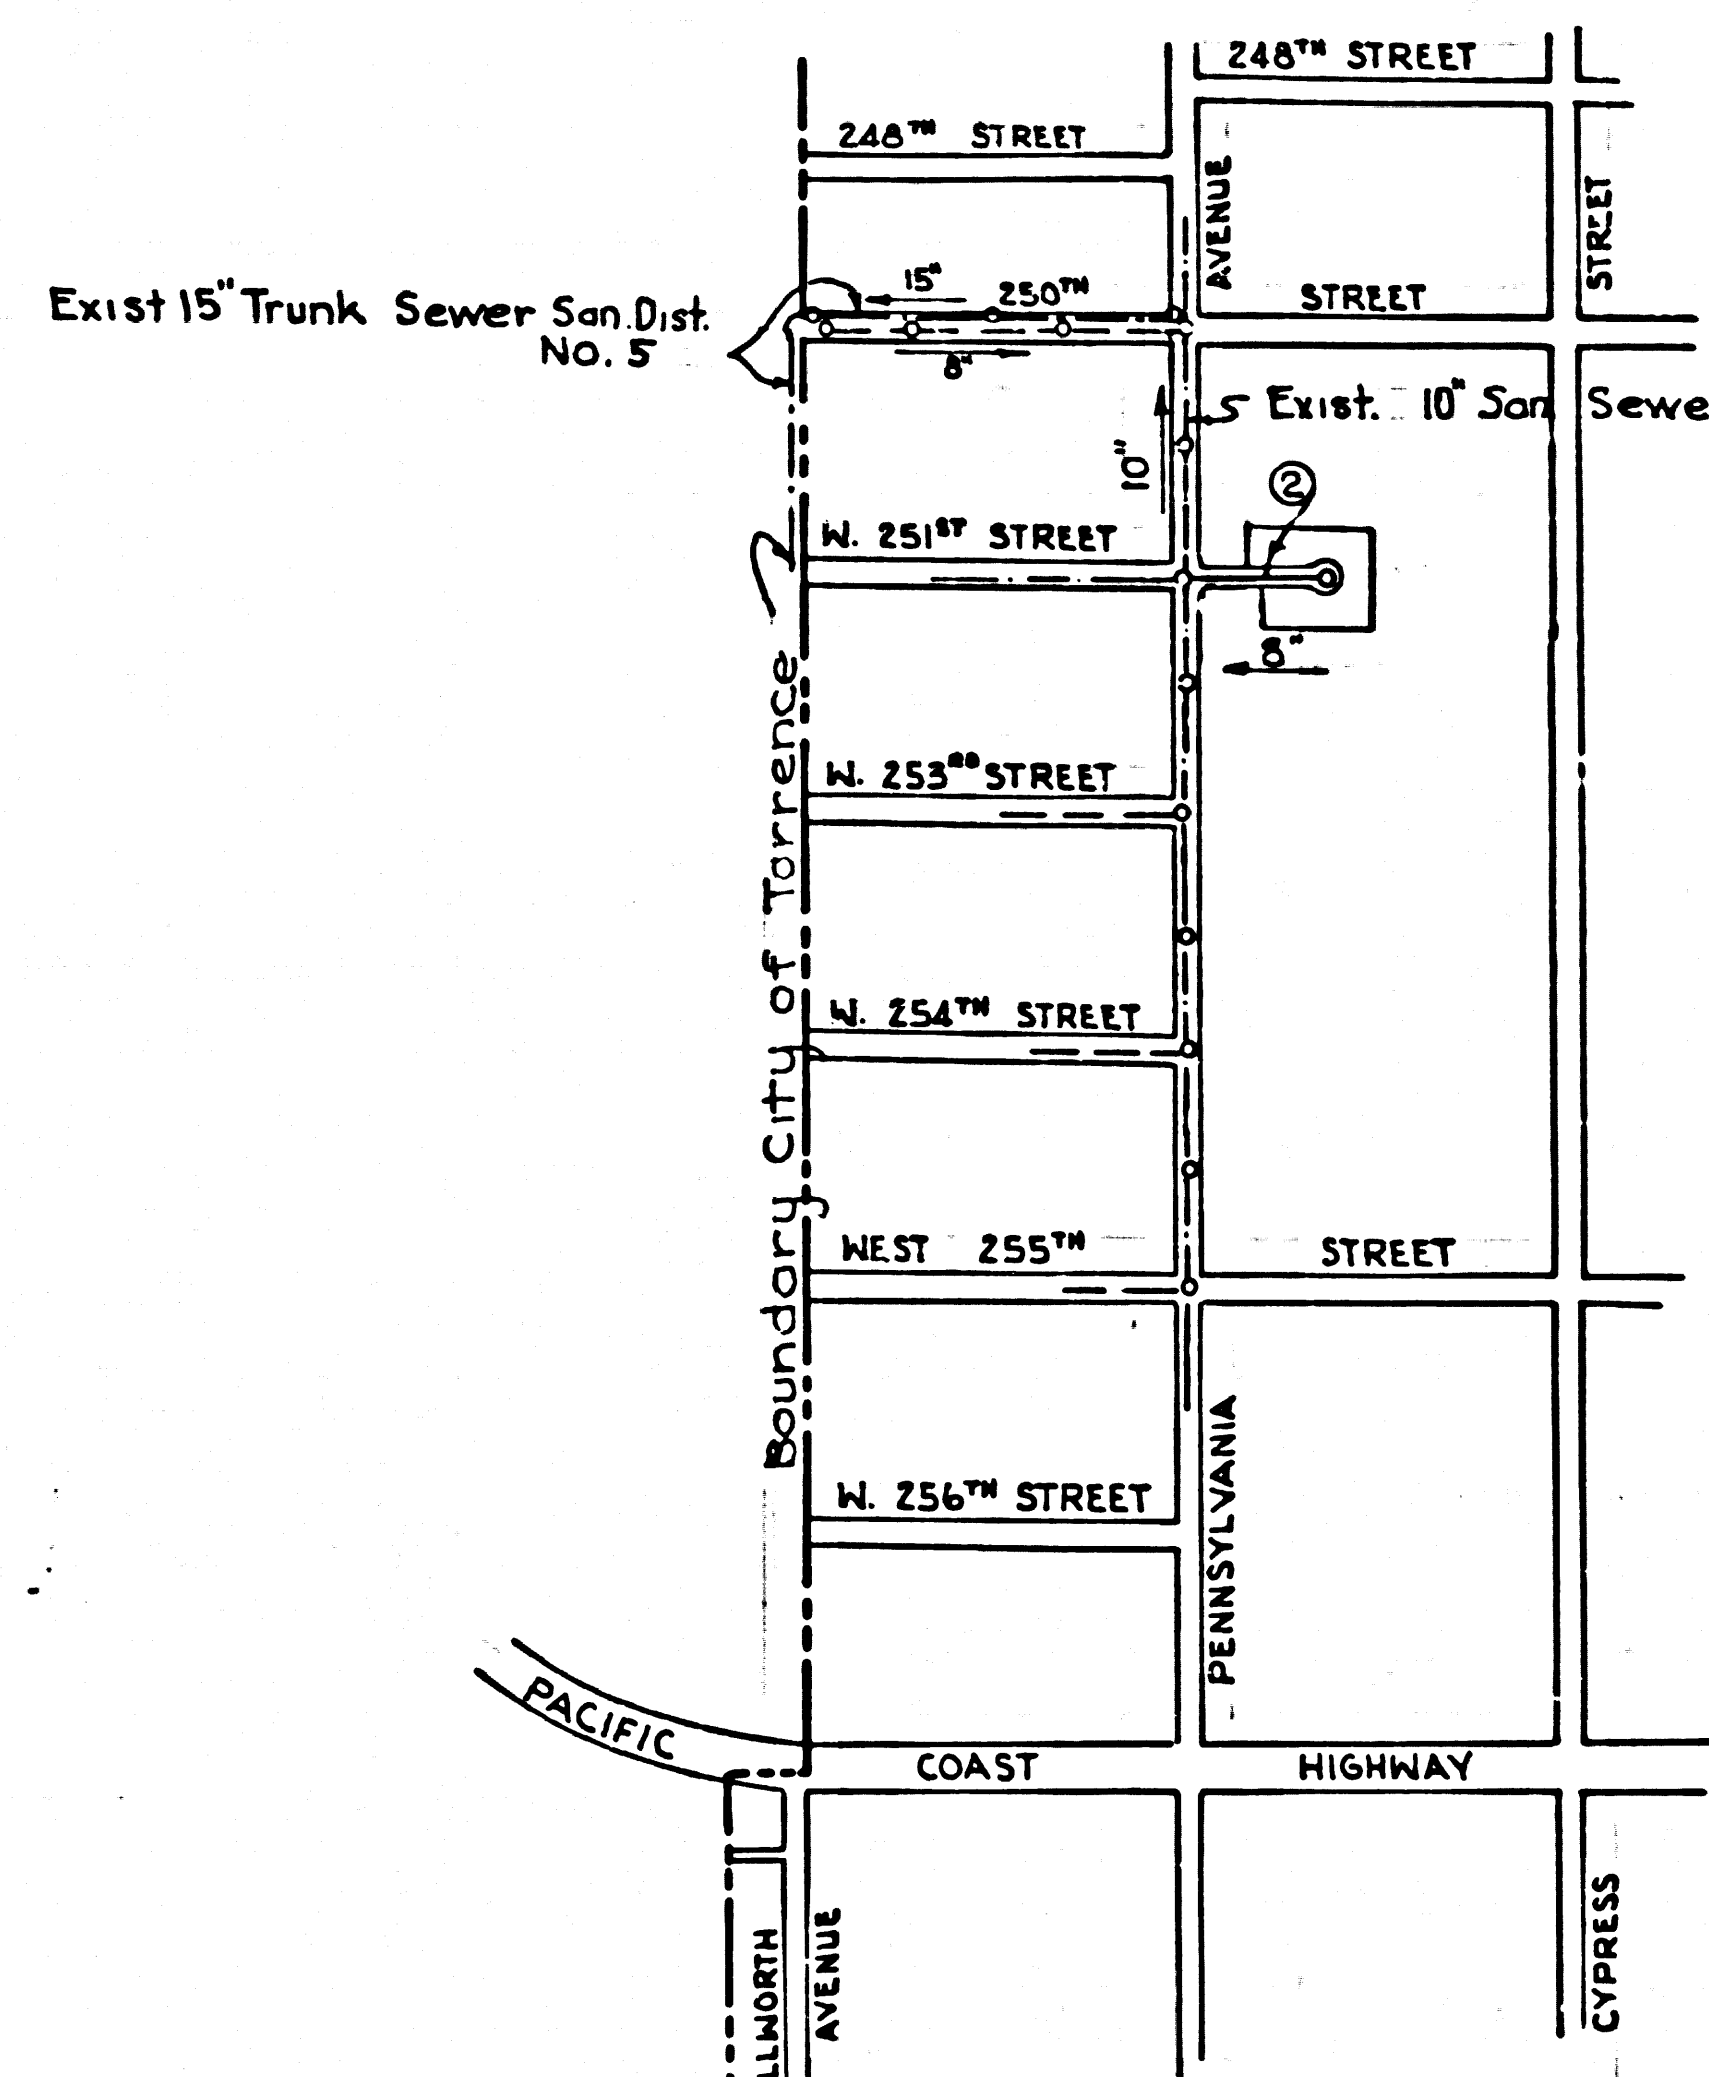 248TH STREET
248TH STREET
AVENUE
STREET
15"
250TH
STREET
Exist 15" Trunk Sewer San. Dist.
No. 5
8"
5 Exist. 10" San Sewe
10"
2
W. 251ST STREET
8"
W. 253RD STREET
W. 254TH STREET
Boundary City of Torrence
WEST 255TH STREET
W. 256TH STREET
PENNSYLVANIA
PACIFIC COAST HIGHWAY
LLWORTH
AVENUE
CYPRESS